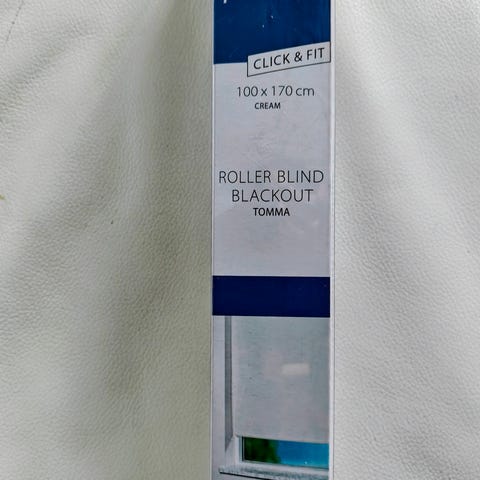 CLICK & FIT
100 x 170 cm
CREAM
ROLLER BLIND
BLACKOUT
TOMMA